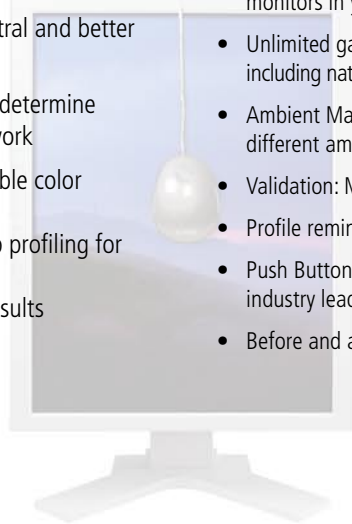 tral and better
determine
ork
ble color
profiling for
sults
monitors in
• Unlimited ga
including nat
• Ambient Ma
different am
• Validation: M
• Profile remin
• Push Button
industry lead
• Before and a